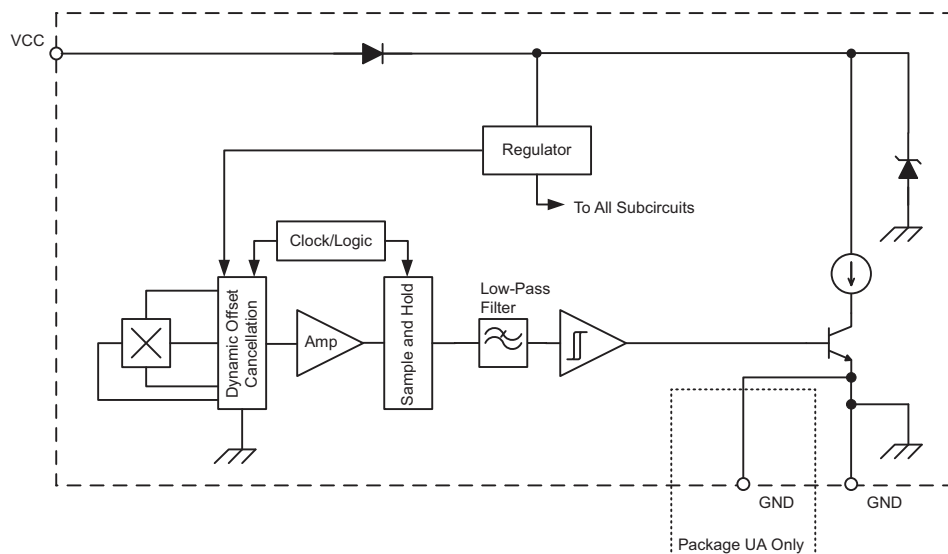 VCC
Regulator
To All Subcircuits
Clock/Logic
Dynamic Offset
Cancellation
Amp
Sample and Hold
Low-Pass
Filter
GND
GND
Package UA Only